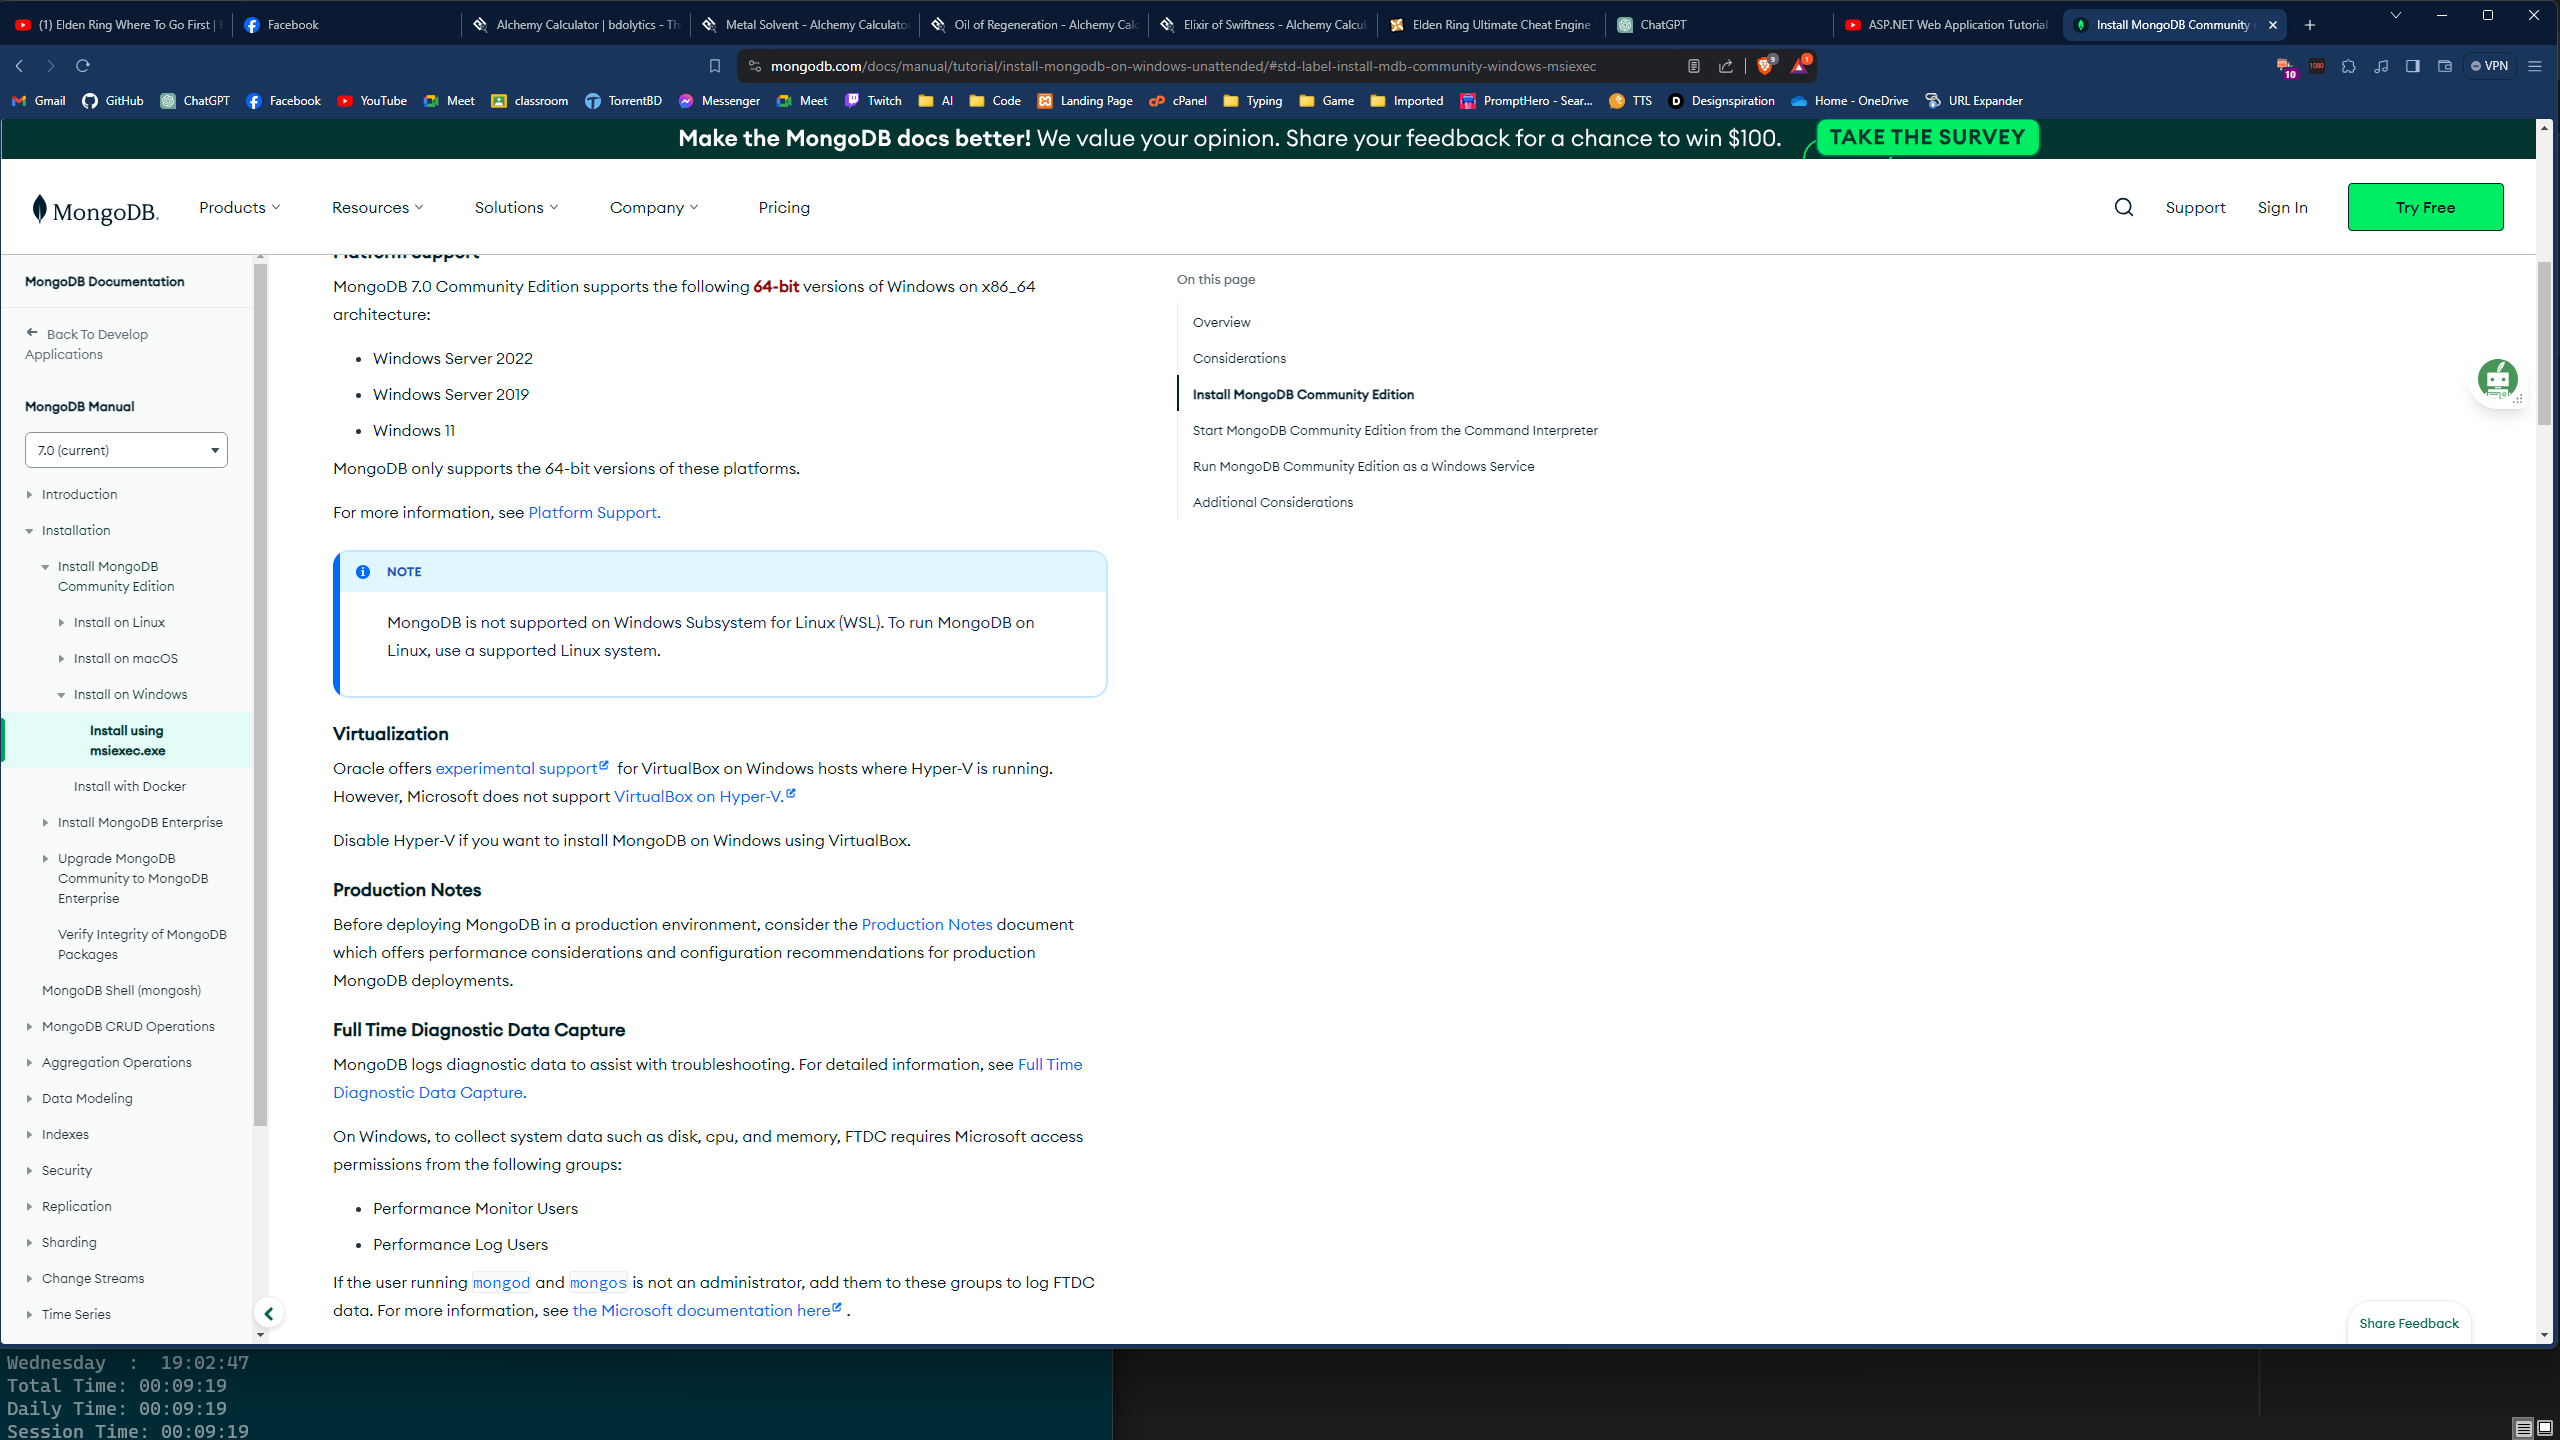 (1) Elden Ring Where To Go First |
Facebook
Alchemy Calculator | bdolytics - Th
Metal Solvent - Alchemy Calculator
Oil of Regeneration - Alchemy Calc
Elixir of Swiftness - Alchemy Calcul
Elden Ring Ultimate Cheat Engine
ChatGPT
ASP.NET Web Application Tutorial
Install MongoDB Community
mongodb.com/docs/manual/tutorial/install-mongodb-on-windows-unattended/#std-label-install-mdb-community-windows-msiexec
9
1
10
1080
VPN
Gmail
GitHub
ChatGPT
Facebook
YouTube
Meet
classroom
TorrentBD
Messenger
Meet
Twitch
AI
Code
Landing Page
cPanel
Typing
Game
Imported
PromptHero - Sear...
TTS
Designspiration
Home - OneDrive
URL Expander
Make the MongoDB docs better! We value your opinion. Share your feedback for a chance to win $100.
TAKE THE SURVEY
MongoDB.
Products
Resources
Solutions
Company
Pricing
Support
Sign In
Try Free
MongoDB Documentation
Back To Develop
Applications
MongoDB Manual
7.0 (current)
Introduction
Installation
Install MongoDB
Community Edition
Install on Linux
Install on macOS
Install on Windows
Install using
msiexec.exe
Install with Docker
Install MongoDB Enterprise
Upgrade MongoDB
Community to MongoDB
Enterprise
Verify Integrity of MongoDB
Packages
MongoDB Shell (mongosh)
MongoDB CRUD Operations
Aggregation Operations
Data Modeling
Indexes
Security
Replication
Sharding
Change Streams
Time Series
Platform Support
MongoDB 7.0 Community Edition supports the following 64-bit versions of Windows on x86_64
architecture:
• Windows Server 2022
• Windows Server 2019
• Windows 11
MongoDB only supports the 64-bit versions of these platforms.
For more information, see Platform Support.
NOTE
MongoDB is not supported on Windows Subsystem for Linux (WSL). To run MongoDB on
Linux, use a supported Linux system.
Virtualization
Oracle offers experimental support for VirtualBox on Windows hosts where Hyper-V is running.
However, Microsoft does not support VirtualBox on Hyper-V.
Disable Hyper-V if you want to install MongoDB on Windows using VirtualBox.
Production Notes
Before deploying MongoDB in a production environment, consider the Production Notes document
which offers performance considerations and configuration recommendations for production
MongoDB deployments.
Full Time Diagnostic Data Capture
MongoDB logs diagnostic data to assist with troubleshooting. For detailed information, see Full Time
Diagnostic Data Capture.
On Windows, to collect system data such as disk, cpu, and memory, FTDC requires Microsoft access
permissions from the following groups:
• Performance Monitor Users
• Performance Log Users
If the user running mongod and mongos is not an administrator, add them to these groups to log FTDC
data. For more information, see the Microsoft documentation here .
On this page
Overview
Considerations
Install MongoDB Community Edition
Start MongoDB Community Edition from the Command Interpreter
Run MongoDB Community Edition as a Windows Service
Additional Considerations
Share Feedback
Wednesday  :  19:02:47
Total Time: 00:09:19
Daily Time: 00:09:19
Session Time: 00:09:19